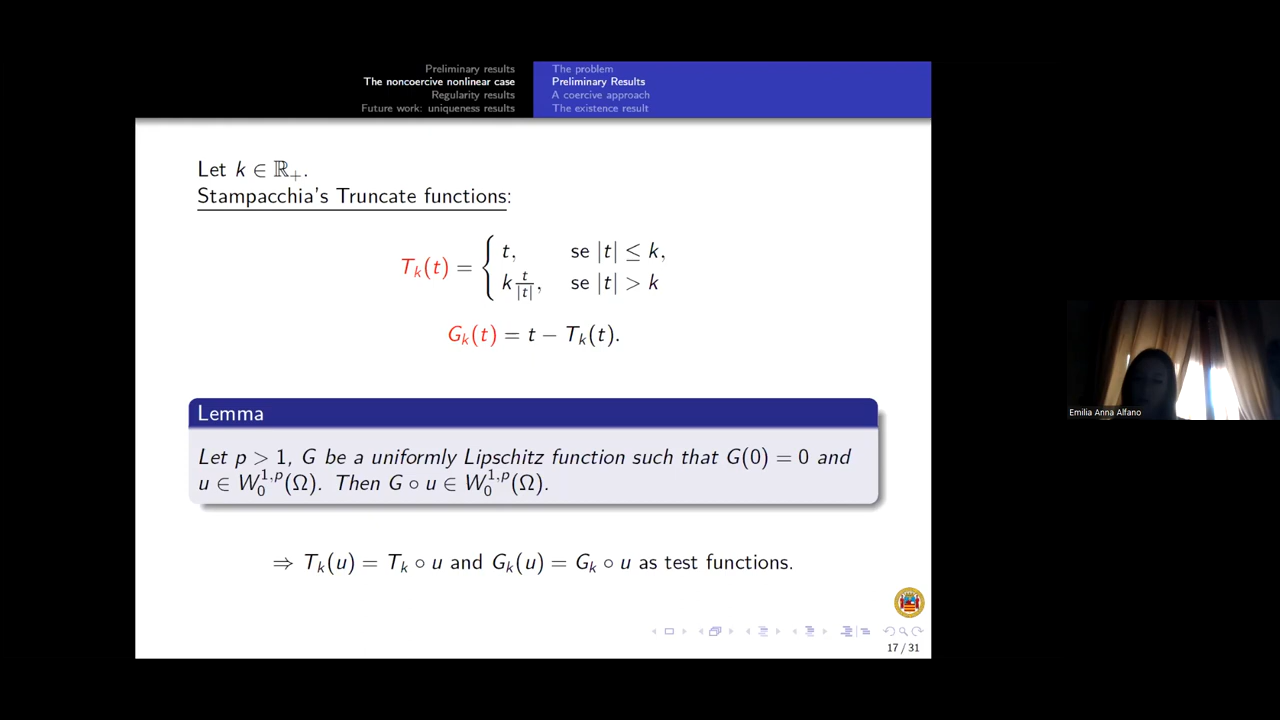 Preliminary results
The noncoercive nonlinear case
Regularity results
Future work: uniqueness results
The problem
Preliminary Results
A coercive approach
The existence result
Let k ∈ ℝ₊.
Stampacchia's Truncate functions:
T_k(t) = { t, se |t| ≤ k,
k t/|t|, se |t| > k
G_k(t) = t − T_k(t).
Lemma
Let p > 1, G be a uniformly Lipschitz function such that G(0) = 0 and
u ∈ W_0^{1,p}(Ω). Then G ∘ u ∈ W_0^{1,p}(Ω).
⇒ T_k(u) = T_k ∘ u and G_k(u) = G_k ∘ u as test functions.
17 / 31
Emilia Anna Alfano